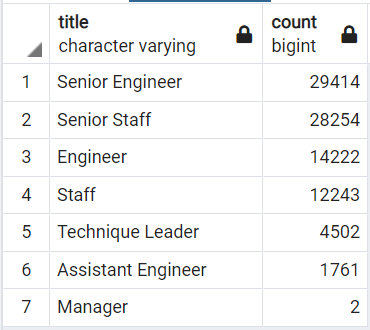 title count
character varying bigint
1 Senior Engineer 29414
2 Senior Staff 28254
3 Engineer 14222
4 Staff 12243
5 Technique Leader 4502
6 Assistant Engineer 1761
7 Manager 2